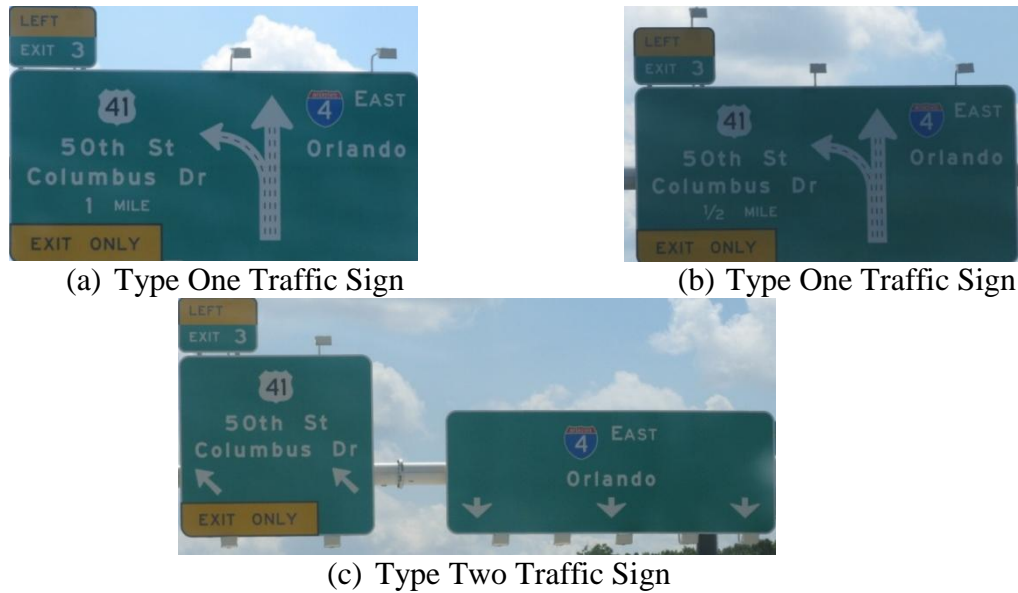 LEFT
EXIT 3
41
50th St
Columbus Dr
1 MILE
EXIT ONLY
4 EAST
Orlando
(a) Type One Traffic Sign
LEFT
EXIT 3
41
50th St
Columbus Dr
1/2 MILE
EXIT ONLY
4 EAST
Orlando
(b) Type One Traffic Sign
LEFT
EXIT 3
41
50th St
Columbus Dr
EXIT ONLY
4 EAST
Orlando
(c) Type Two Traffic Sign